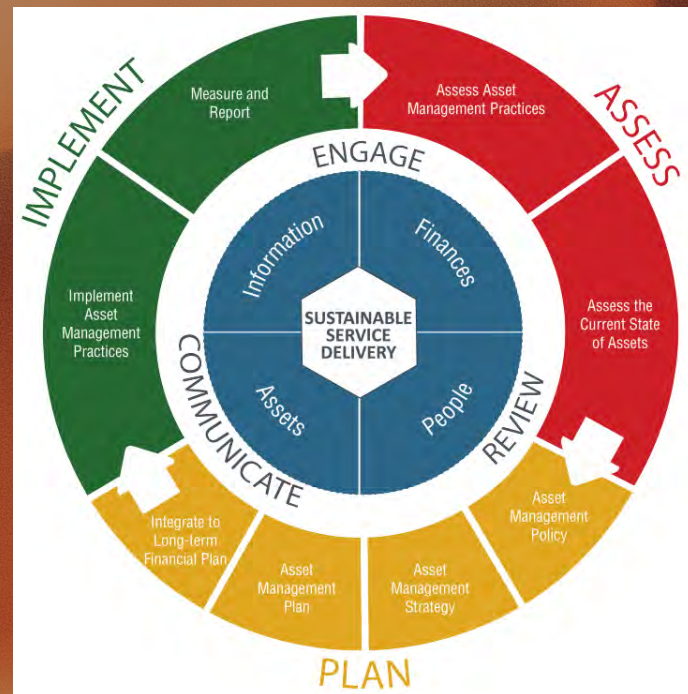 IMPLEMENT
Measure and
Report
Implement
Asset
Management
Practices
ASSESS
Assess Asset
Management Practices
Assess the
Current State
of Assets
PLAN
Asset
Management
Policy
Asset
Management
Strategy
Asset
Management
Plan
Integrate to
Long-term
Financial Plan
ENGAGE
REVIEW
COMMUNICATE
Information
Finances
People
Assets
SUSTAINABLE
SERVICE
DELIVERY